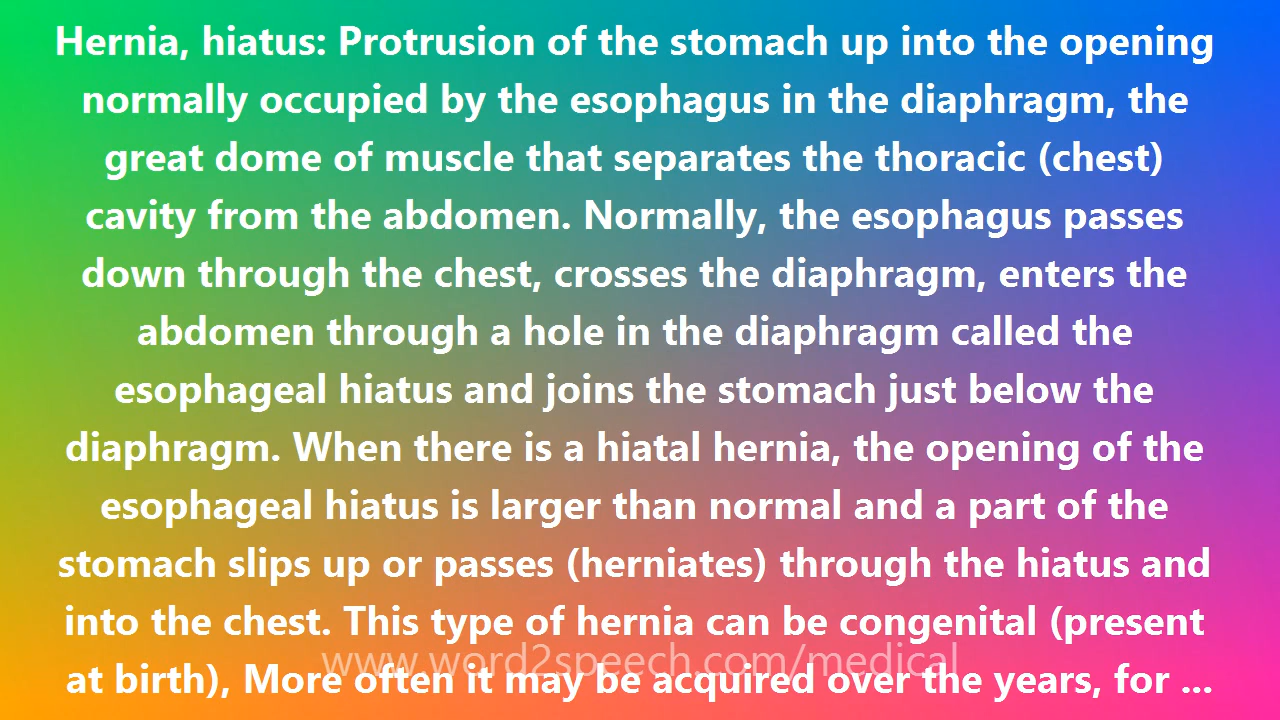 Hernia, hiatus: Protrusion of the stomach up into the opening
normally occupied by the esophagus in the diaphragm, the
great dome of muscle that separates the thoracic (chest)
cavity from the abdomen. Normally, the esophagus passes
down through the chest, crosses the diaphragm, enters the
abdomen through a hole in the diaphragm called the
esophageal hiatus and joins the stomach just below the
diaphragm. When there is a hiatal hernia, the opening of the
esophageal hiatus is larger than normal and a part of the
stomach slips up or passes (herniates) through the hiatus and
into the chest. This type of hernia can be congenital (present
www.word2speech.com/medical
at birth), More often it may be acquired over the years, for ...